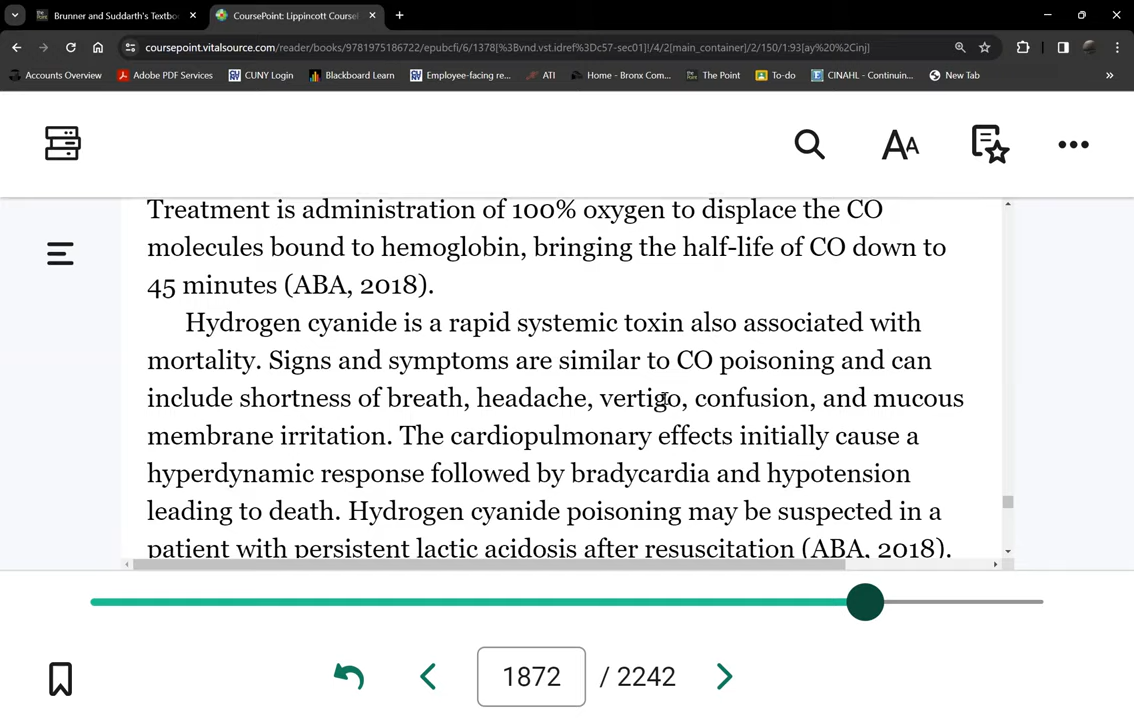 Brunner and Suddarth's Textbo
CoursePoint: Lippincott CourseP
coursepoint.vitalsource.com/reader/books/9781975186722/epubcfi/6/1378[%3Bvnd.vst.idref%3Dc57-sec01]!/4/2[main_container]/2/150/1:93[ay%20%2Cinj]
Accounts Overview
Adobe PDF Services
CUNY Login
Blackboard Learn
Employee-facing re...
ATI
Home - Bronx Com...
The Point
To-do
CINAHL - Continuin...
New Tab
AA
Treatment is administration of 100% oxygen to displace the CO
molecules bound to hemoglobin, bringing the half-life of CO down to
45 minutes (ABA, 2018).
Hydrogen cyanide is a rapid systemic toxin also associated with
mortality. Signs and symptoms are similar to CO poisoning and can
include shortness of breath, headache, vertigo, confusion, and mucous
membrane irritation. The cardiopulmonary effects initially cause a
hyperdynamic response followed by bradycardia and hypotension
leading to death. Hydrogen cyanide poisoning may be suspected in a
patient with persistent lactic acidosis after resuscitation (ABA, 2018).
1872 / 2242